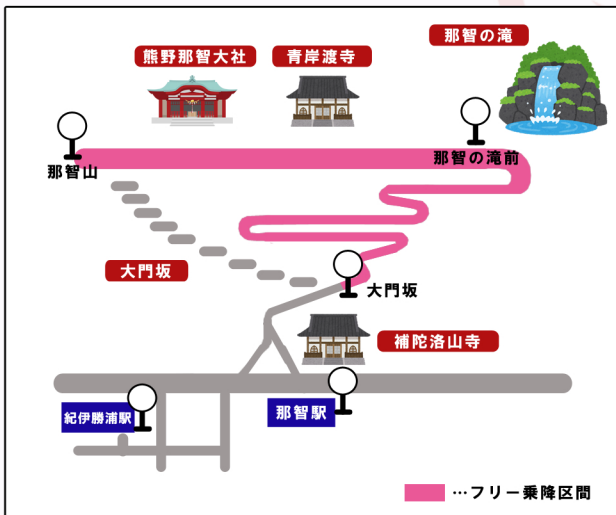 那智の滝
熊野那智大社
青岸渡寺
那智山
那智の滝前
大門坂
大門坂
補陀洛山寺
紀伊勝浦駅
那智駅
…フリー乗降区間